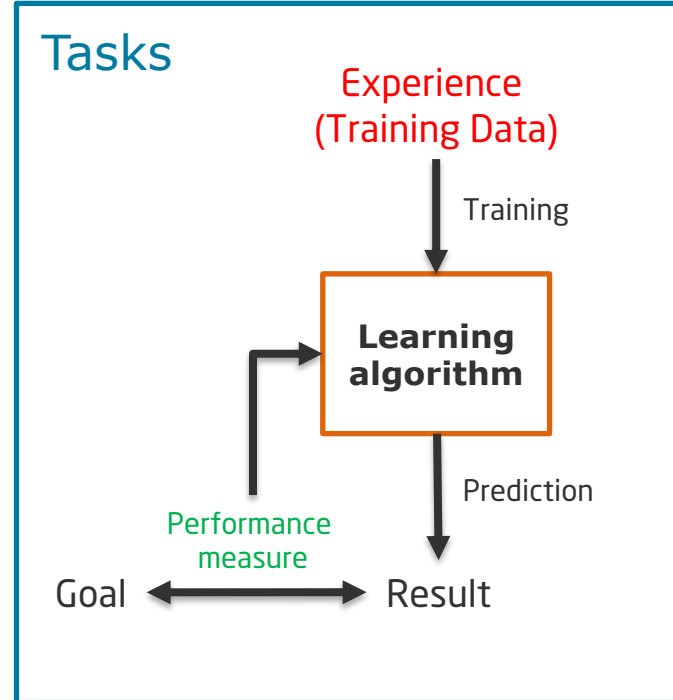 Tasks
Experience
(Training Data)
Training
Learning
algorithm
Prediction
Performance
measure
Goal
Result